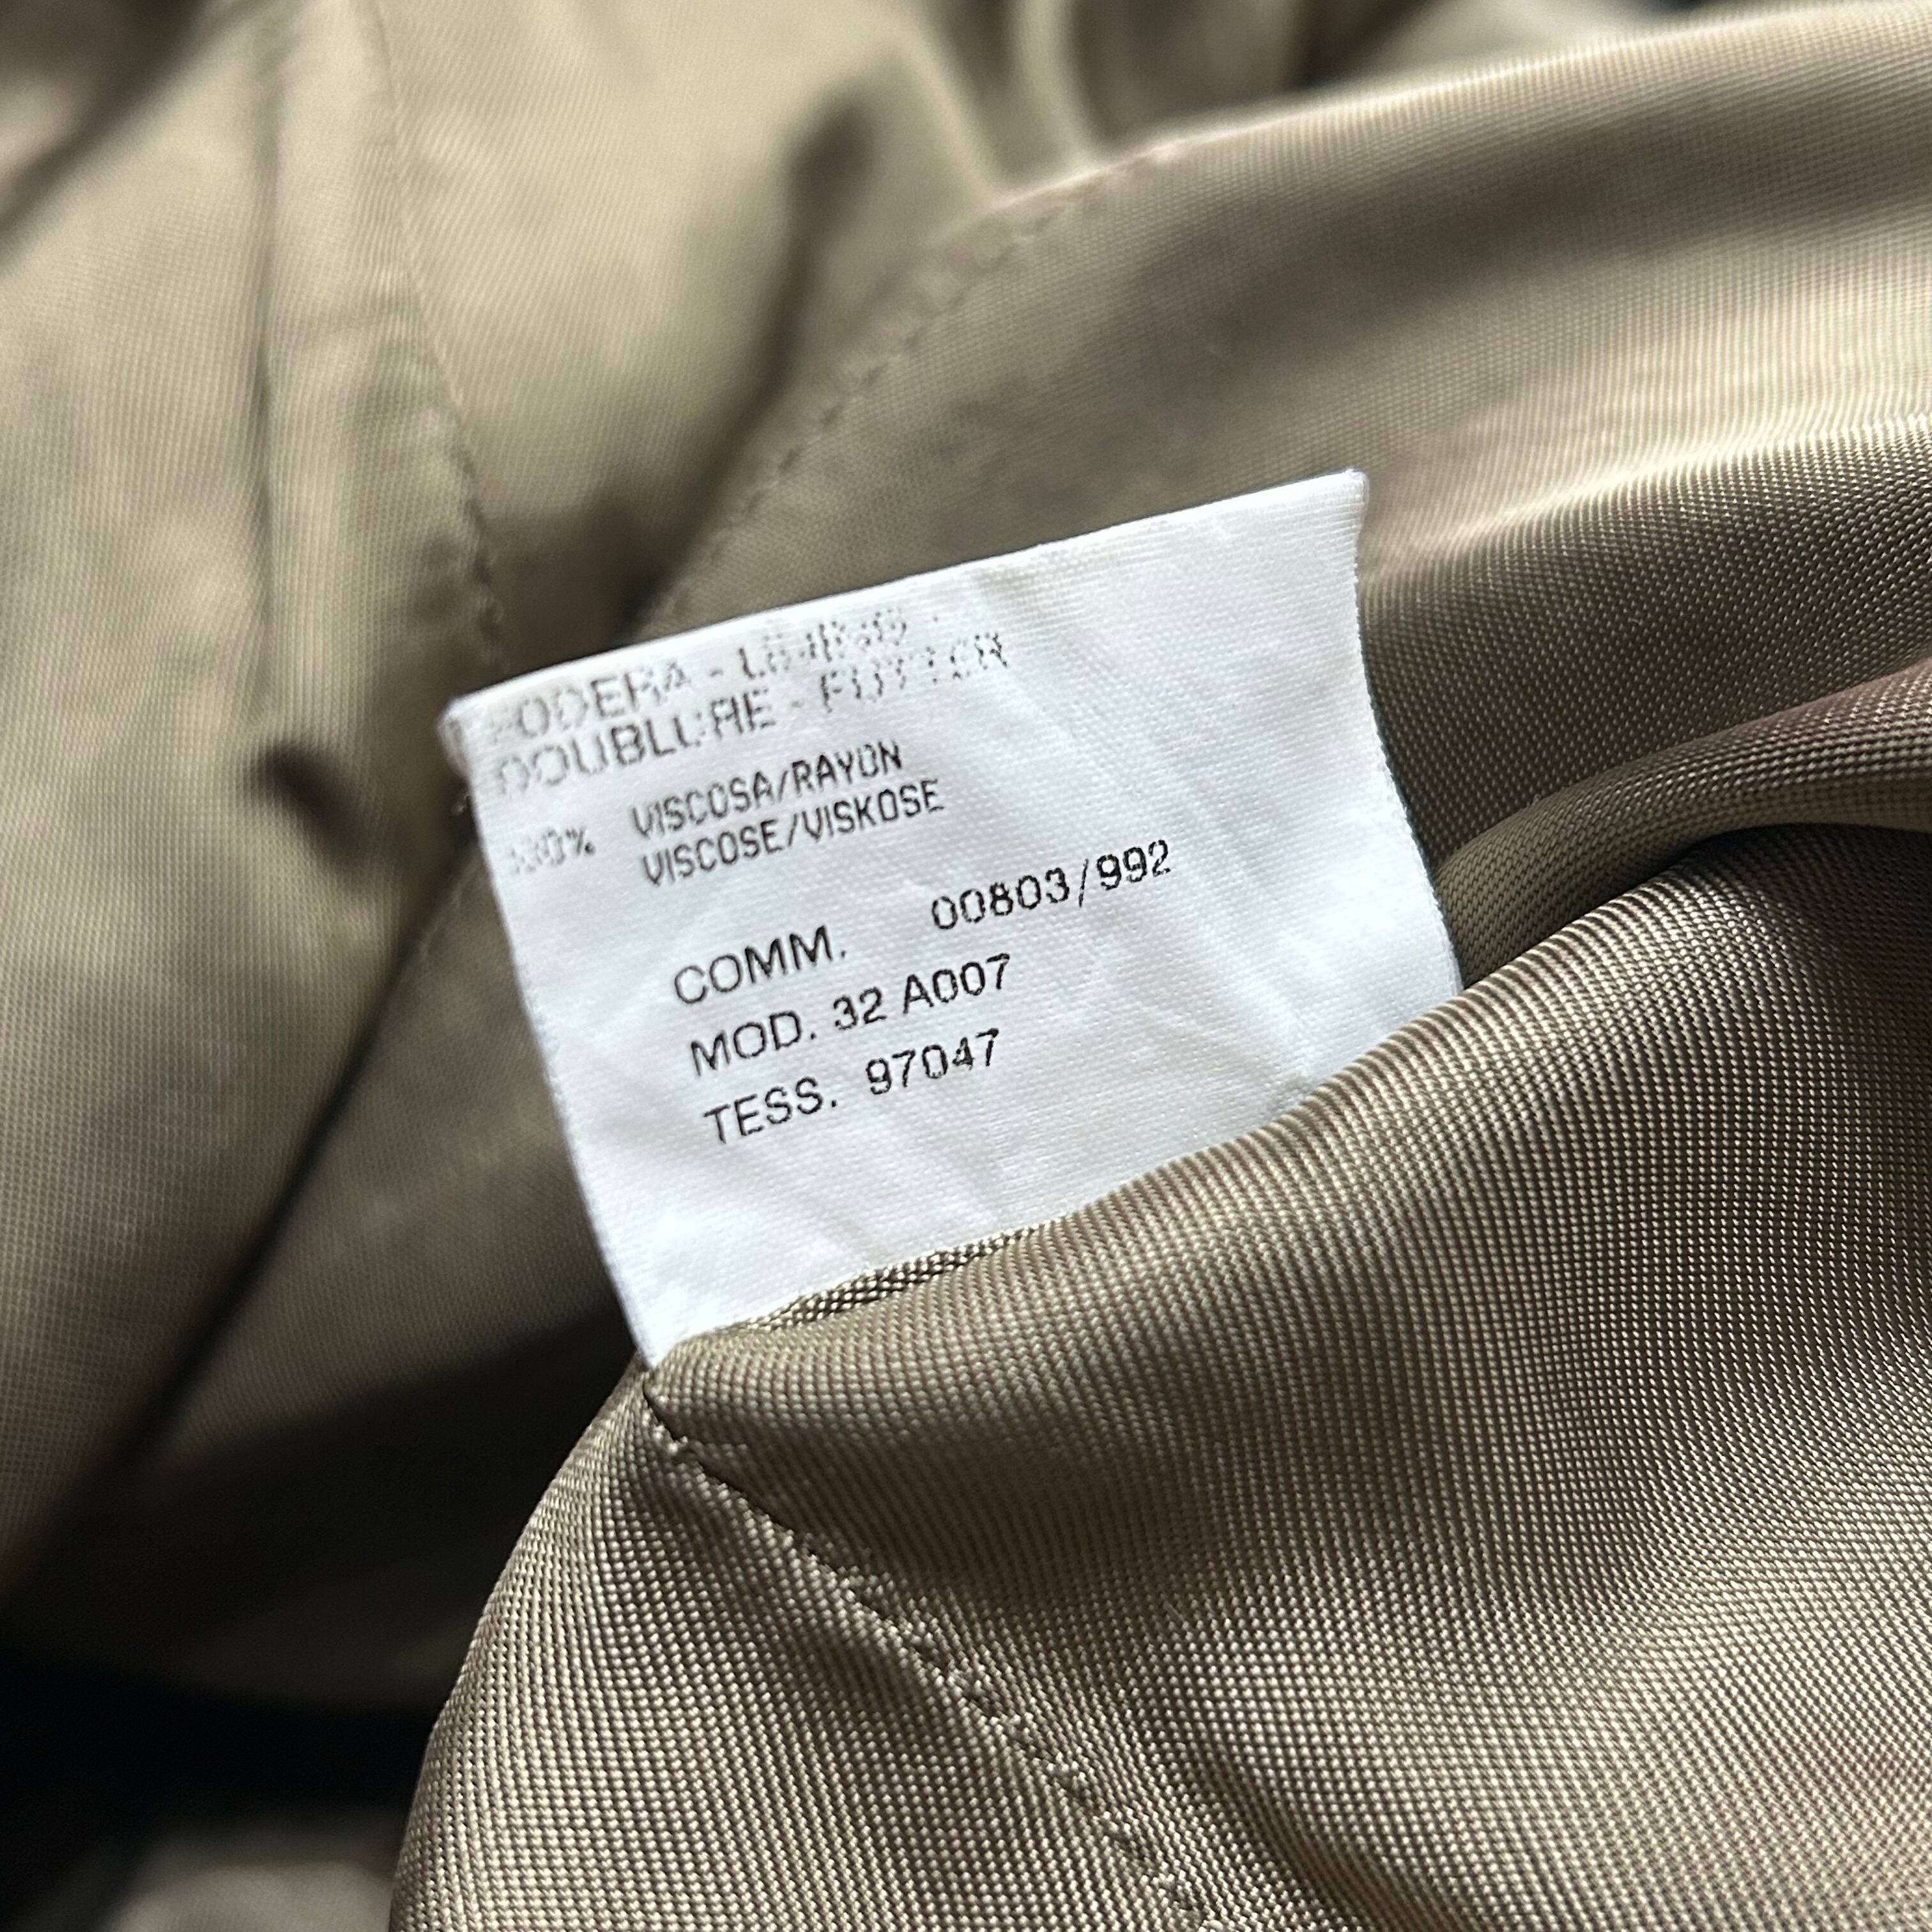 FODERA - LINING -
DOUBLURE - FUTTER
100% VISCOSA/RAYON
VISCOSE/VISKOSE
COMM. 00803/992
MOD. 32 A007
TESS. 97047